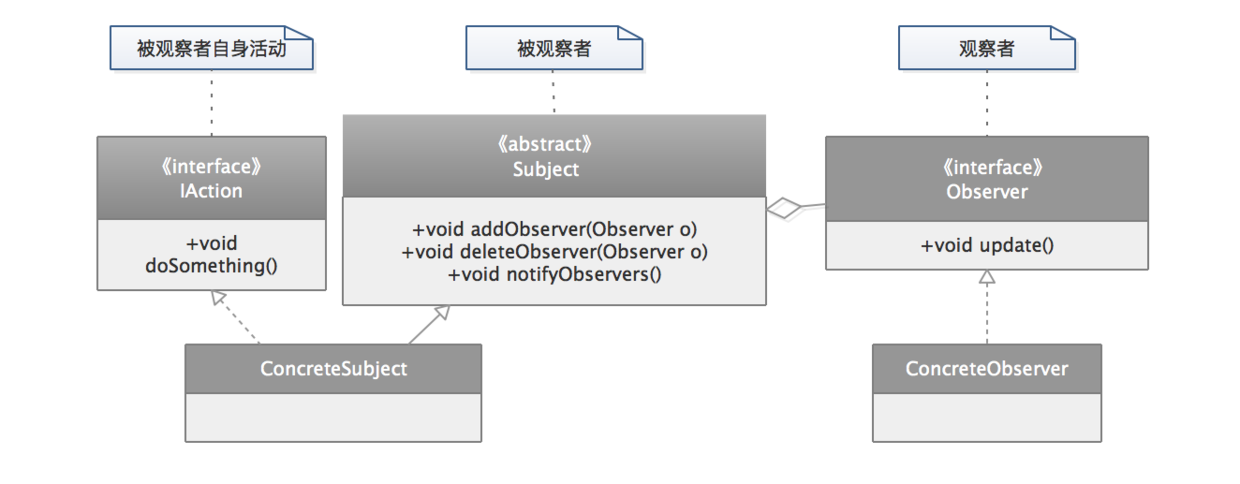 被观察者自身活动
被观察者
观察者
《interface》
IAction
+void
doSomething()
《abstract》
Subject
+void addObserver(Observer o)
+void deleteObserver(Observer o)
+void notifyObservers()
《interface》
Observer
+void update()
ConcreteSubject
ConcreteObserver